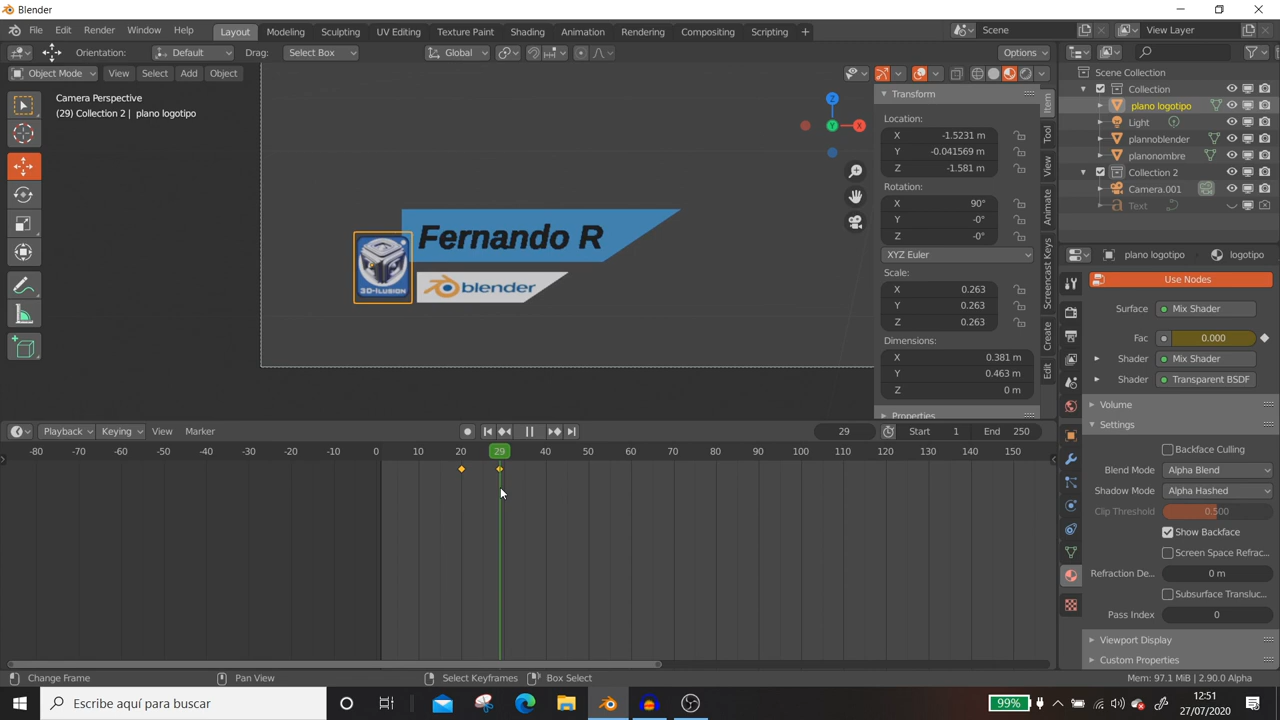 Blender
File Edit Render Window Help Layout Modeling Sculpting UV Editing Texture Paint Shading Animation Rendering Compositing Scripting + Scene View Layer
Orientation: Default Drag: Select Box Global Options
Object Mode View Select Add Object
Camera Perspective
(29) Collection 2 | plano logotipo
Z
Y
X
Fernando R
3D-ILUSION
blender
Transform
Location:
X -1.5231 m
Y -0.041569 m
Z -1.581 m
Rotation:
X 90°
Y -0°
Z -0°
XYZ Euler
Scale:
X 0.263
Y 0.263
Z 0.263
Dimensions:
X 0.381 m
Y 0.463 m
Z 0 m
Properties
Item
Tool
View
Animate
Screencast Keys
Create
Edit
Scene Collection
Collection
plano logotipo
Light
plannoblender
planonombre
Collection 2
Camera.001
Text
plano logotipo logotipo
Use Nodes
Surface Mix Shader
Fac 0.000
Shader Mix Shader
Shader Transparent BSDF
Volume
Settings
Backface Culling
Blend Mode Alpha Blend
Shadow Mode Alpha Hashed
Clip Threshold 0.500
Show Backface
Screen Space Refrac...
Refraction De... 0 m
Subsurface Transluc...
Pass Index 0
Viewport Display
Custom Properties
Playback Keying View Marker 29 Start 1 End 250
-80 -70 -60 -50 -40 -30 -20 -10 0 10 20 29 40 50 60 70 80 90 100 110 120 130 140 150
Change Frame Pan View Select Keyframes Box Select Mem: 97.1 MiB | 2.90.0 Alpha
Escribe aquí para buscar
99%
12:51
27/07/2020